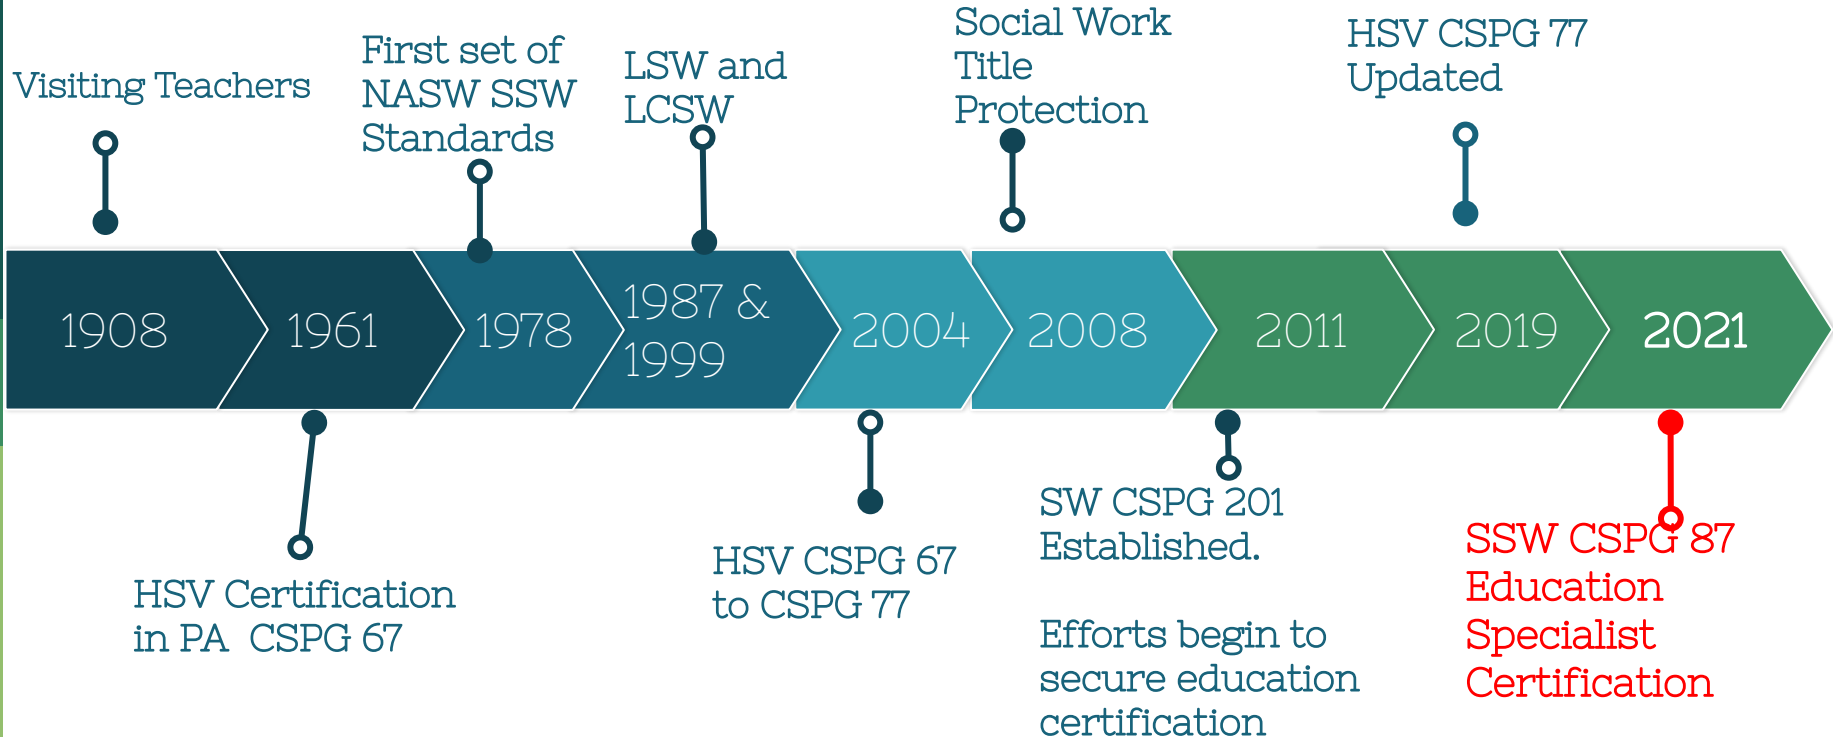 Visiting Teachers
First set of
NASW SSW
Standards
LSW and
LCSW
Social Work
Title
Protection
HSV CSPG 77
Updated
1908
1961
1978
1987 &
1999
2004
2008
2011
2019
2021
HSV Certification
in PA  CSPG 67
HSV CSPG 67
to CSPG 77
SW CSPG 201
Established.
Efforts begin to
secure education
certification
SSW CSPG 87
Education
Specialist
Certification